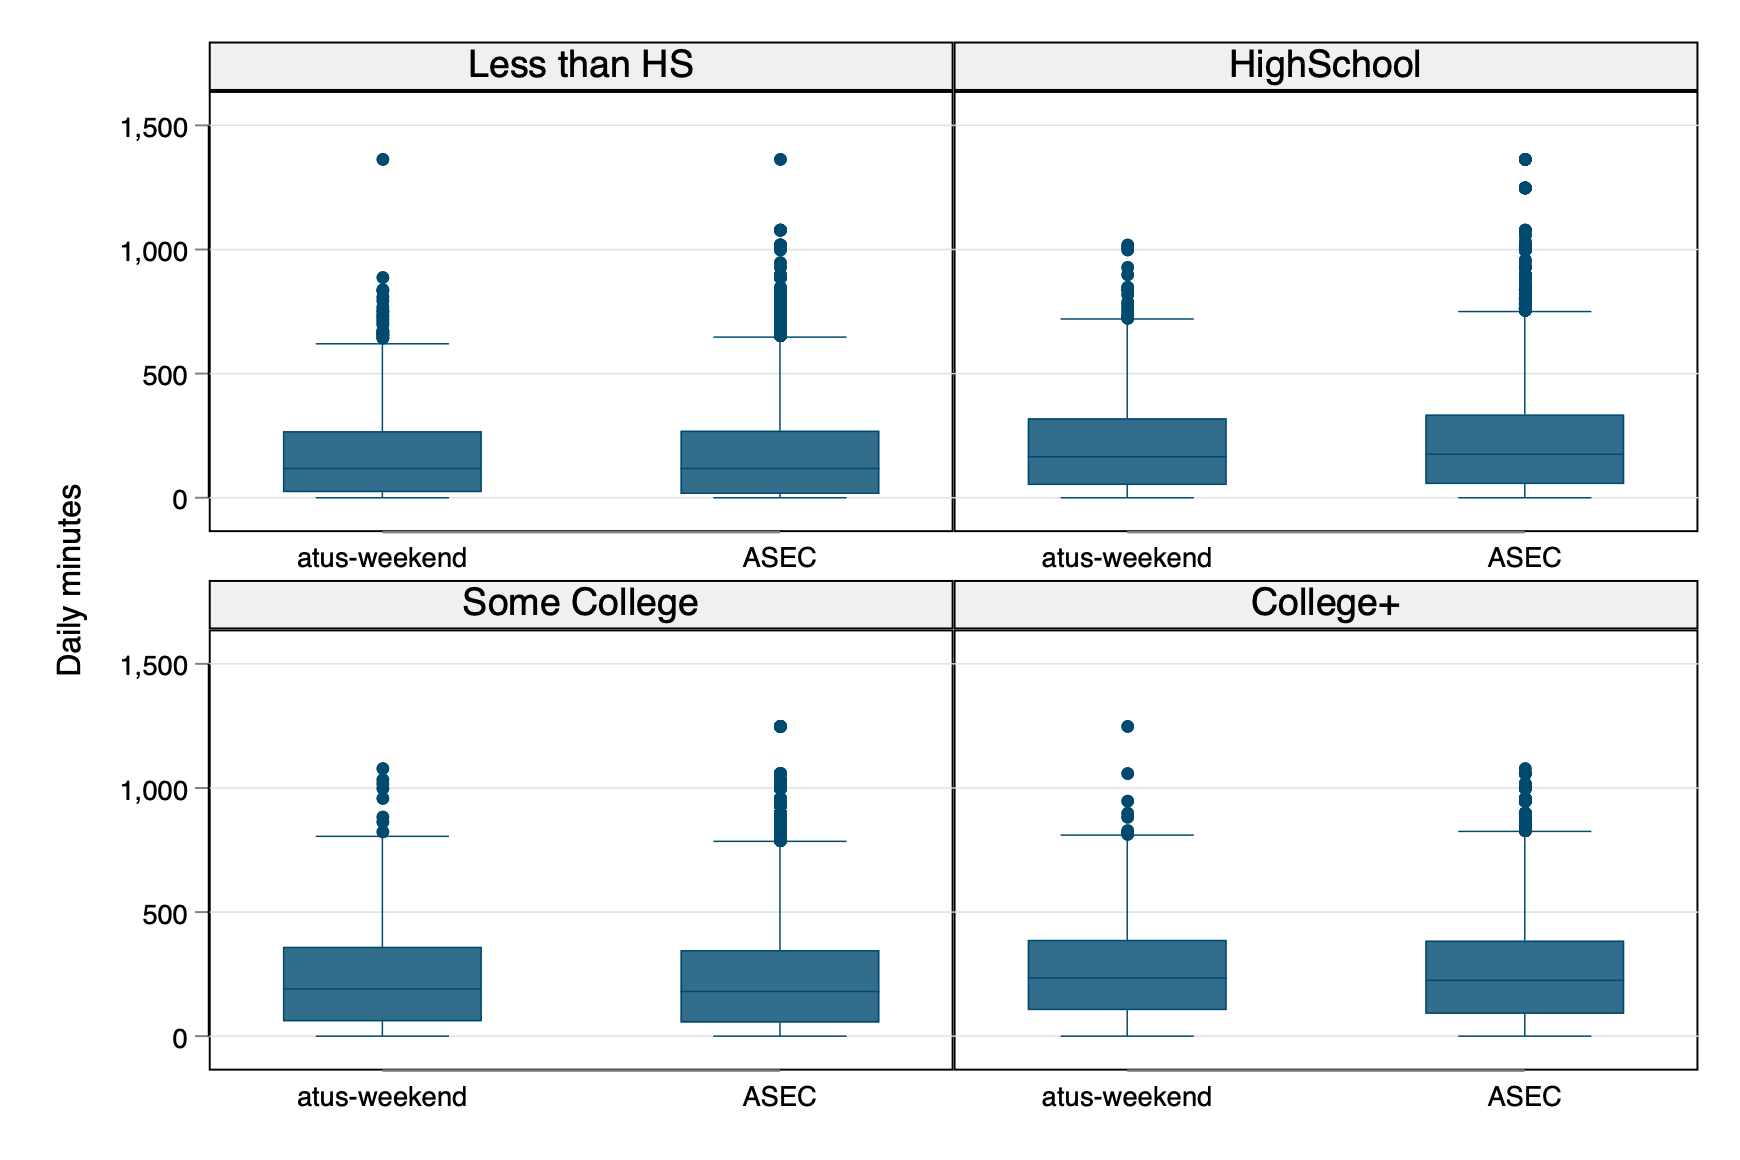 Less than HS
HighSchool
1,500
1,000
500
0
atus-weekend
ASEC
atus-weekend
ASEC
Daily minutes
Some College
College+
1,500
1,000
500
0
atus-weekend
ASEC
atus-weekend
ASEC